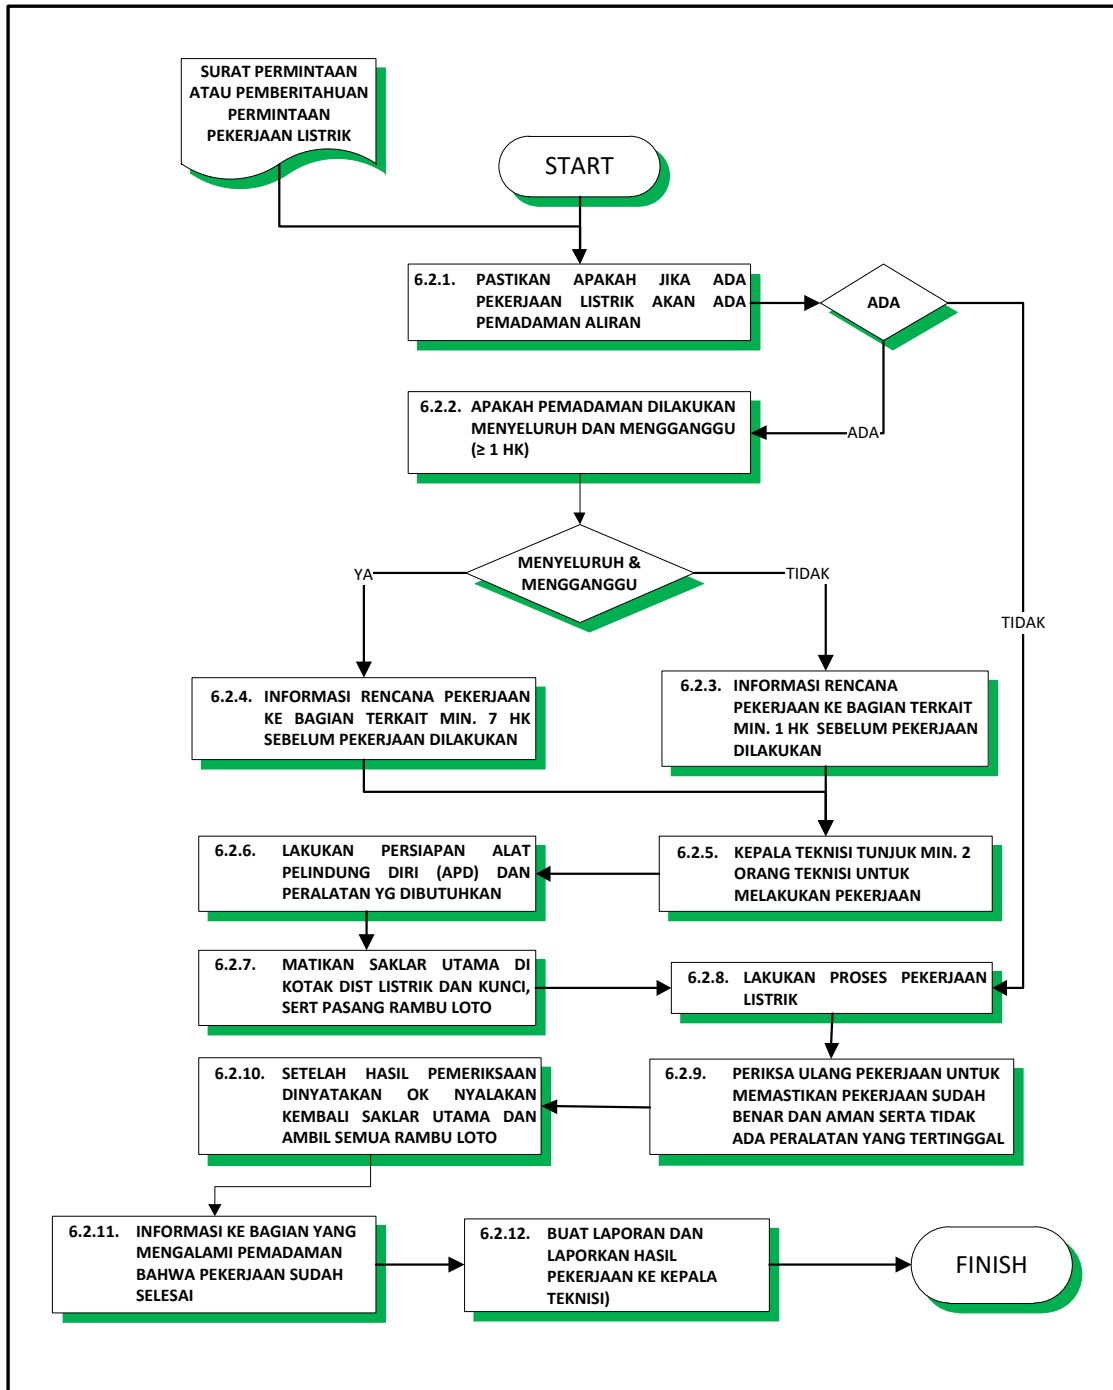 SURAT PERMINTAAN
ATAU PEMBERITAHUAN
PERMINTAAN
PEKERJAAN LISTRIK
START
6.2.1. PASTIKAN APAKAH JIKA ADA
PEKERJAAN LISTRIK AKAN ADA
PEMADAMAN ALIRAN
ADA
6.2.2. APAKAH PEMADAMAN DILAKUKAN
MENYELURUH DAN MENGGANGGU
(≥ 1 HK)
ADA
MENYELURUH &
MENGGANGGU
YA
TIDAK
TIDAK
6.2.4. INFORMASI RENCANA PEKERJAAN
KE BAGIAN TERKAIT MIN. 7 HK
SEBELUM PEKERJAAN DILAKUKAN
6.2.3. INFORMASI RENCANA
PEKERJAAN KE BAGIAN TERKAIT
MIN. 1 HK SEBELUM PEKERJAAN
DILAKUKAN
6.2.5. KEPALA TEKNISI TUNJUK MIN. 2
ORANG TEKNISI UNTUK
MELAKUKAN PEKERJAAN
6.2.6. LAKUKAN PERSIAPAN ALAT
PELINDUNG DIRI (APD) DAN
PERALATAN YG DIBUTUHKAN
6.2.7. MATIKAN SAKLAR UTAMA DI
KOTAK DIST LISTRIK DAN KUNCI,
SERT PASANG RAMBU LOTO
6.2.8. LAKUKAN PROSES PEKERJAAN
LISTRIK
6.2.9. PERIKSA ULANG PEKERJAAN UNTUK
MEMASTIKAN PEKERJAAN SUDAH
BENAR DAN AMAN SERTA TIDAK
ADA PERALATAN YANG TERTINGGAL
6.2.10. SETELAH HASIL PEMERIKSAAN
DINYATAKAN OK NYALAKAN
KEMBALI SAKLAR UTAMA DAN
AMBIL SEMUA RAMBU LOTO
6.2.11. INFORMASI KE BAGIAN YANG
MENGALAMI PEMADAMAN
BAHWA PEKERJAAN SUDAH
SELESAI
6.2.12. BUAT LAPORAN DAN
LAPORKAN HASIL
PEKERJAAN KE KEPALA
TEKNISI)
FINISH